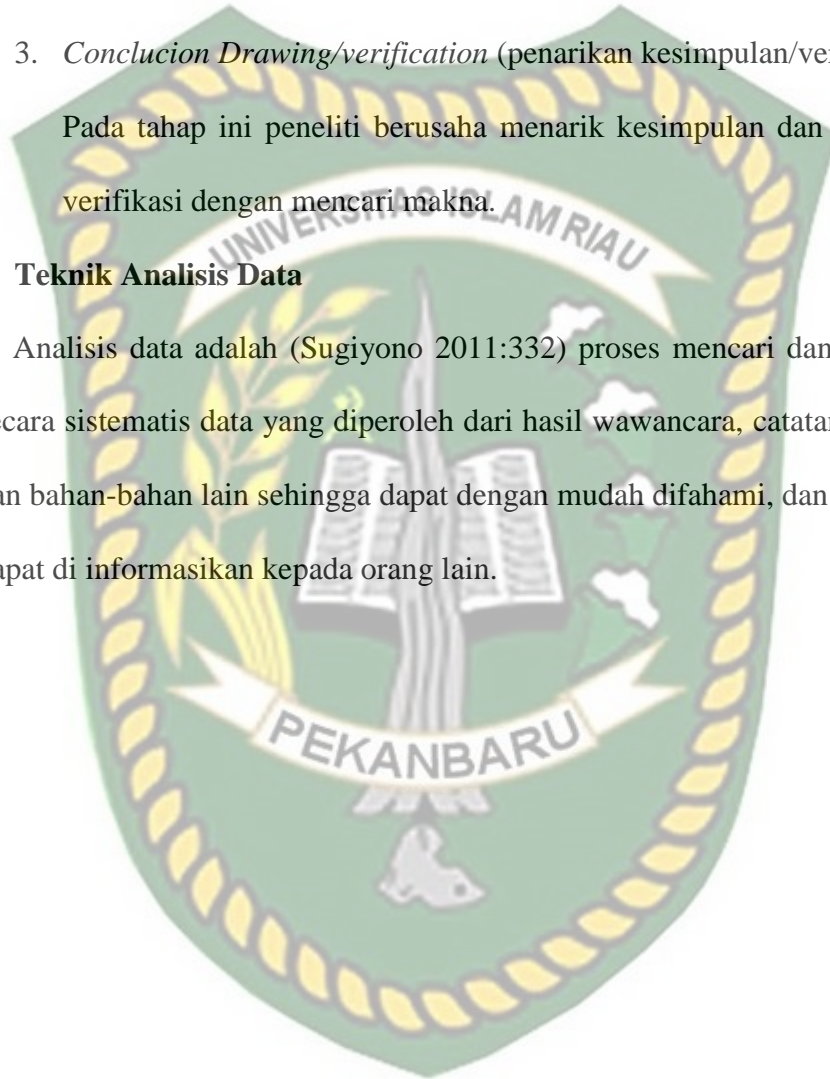 3. Conclucion Drawing/verification (penarikan kesimpulan/ver
Pada tahap ini peneliti berusaha menarik kesimpulan dan
verifikasi dengan mencari makna.
UNIVERSITAS ISLAM RIAU
Teknik Analisis Data
Analisis data adalah (Sugiyono 2011:332) proses mencari dan
ecara sistematis data yang diperoleh dari hasil wawancara, catatan
an bahan-bahan lain sehingga dapat dengan mudah difahami, dan
apat di informasikan kepada orang lain.
PEKANBARU